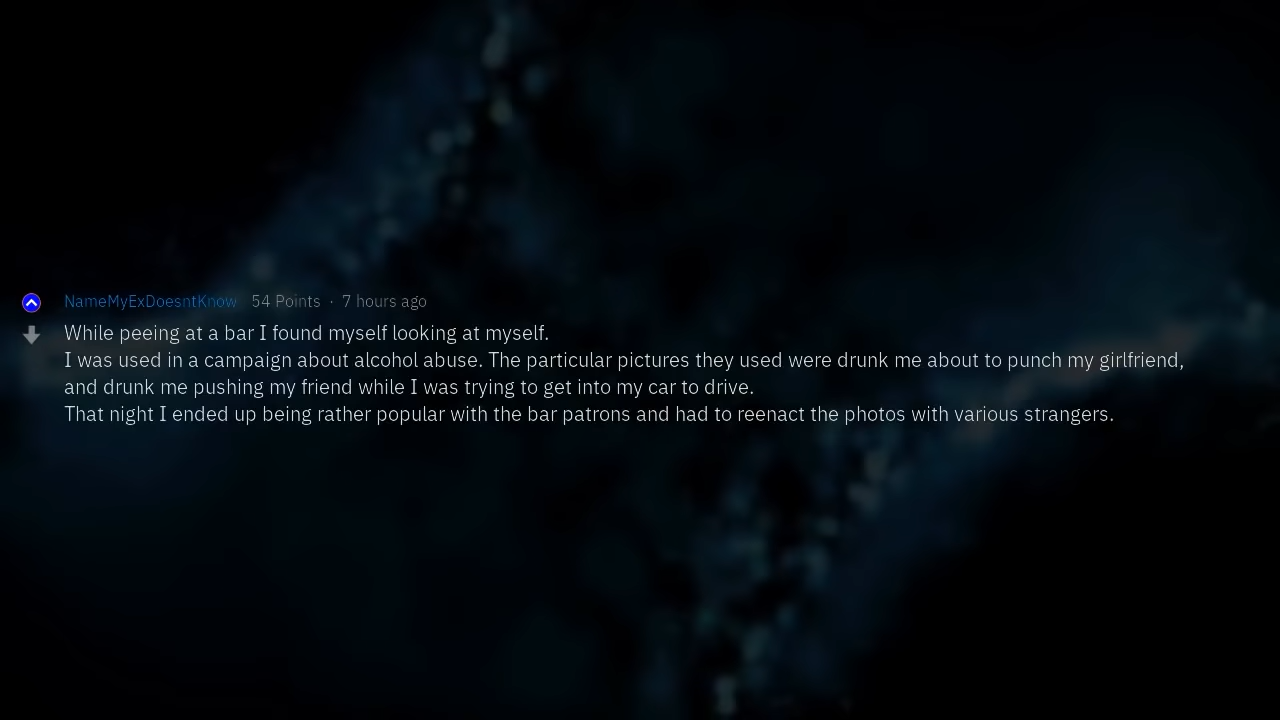 NameMyExDoesntKnow 54 Points · 7 hours ago
While peeing at a bar I found myself looking at myself.
I was used in a campaign about alcohol abuse. The particular pictures they used were drunk me about to punch my girlfriend,
and drunk me pushing my friend while I was trying to get into my car to drive.
That night I ended up being rather popular with the bar patrons and had to reenact the photos with various strangers.